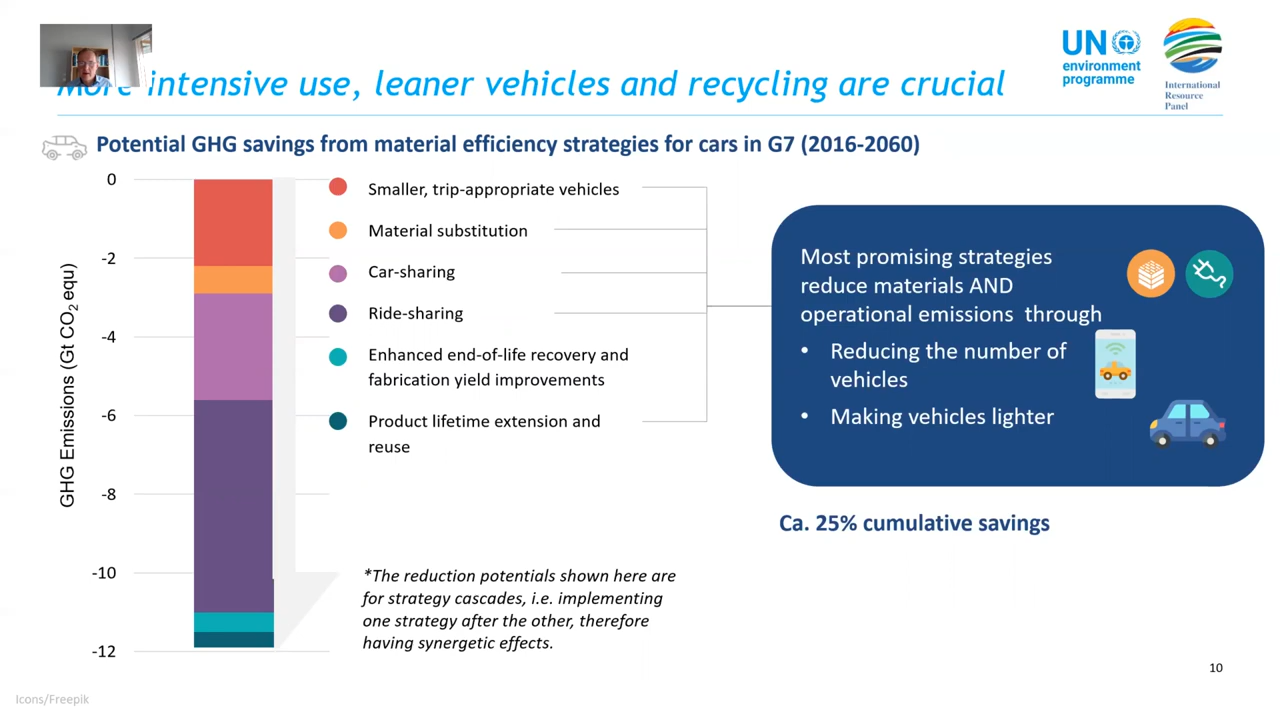 More intensive use, leaner vehicles and recycling are crucial
UN
environment
programme
International
Resource
Panel
Potential GHG savings from material efficiency strategies for cars in G7 (2016-2060)
GHG Emissions (Gt CO2 equ)
0
-2
-4
-6
-8
-10
-12
Smaller, trip-appropriate vehicles
Material substitution
Car-sharing
Ride-sharing
Enhanced end-of-life recovery and
fabrication yield improvements
Product lifetime extension and
reuse
*The reduction potentials shown here are
for strategy cascades, i.e. implementing
one strategy after the other, therefore
having synergetic effects.
Most promising strategies
reduce materials AND
operational emissions through
• Reducing the number of
vehicles
• Making vehicles lighter
Ca. 25% cumulative savings
10
Icons/Freepik